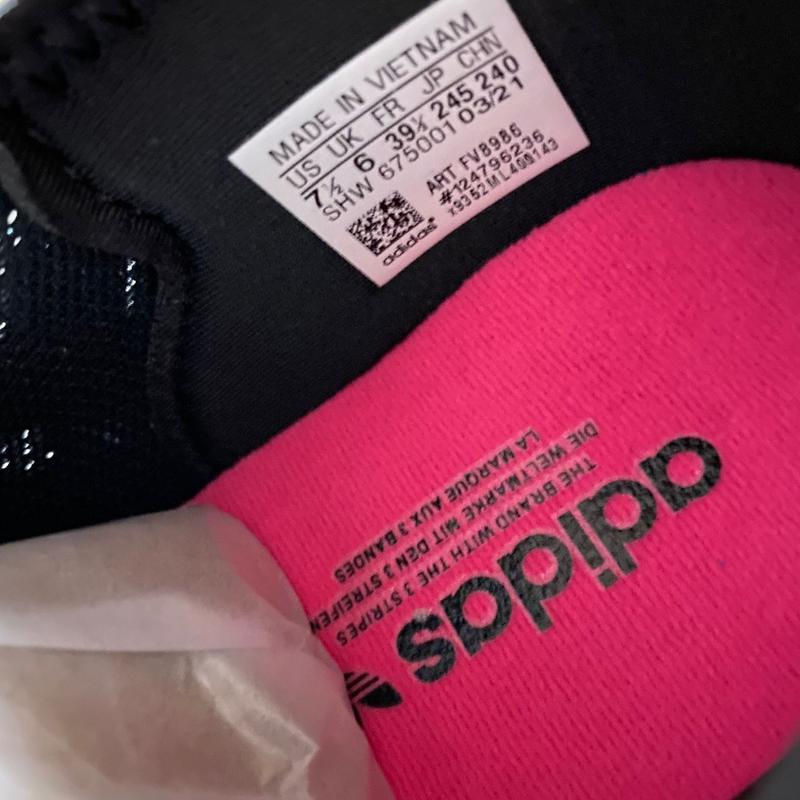 MADE IN VIETNAM
US UK FR JP CHN
7½ 6 39⅓ 245 240
SHW 675001 03/21
ART FV8986
#124796236
x9352ML400143
adidas
adidas
THE BRAND WITH THE 3 STRIPES
DIE WELTMARKE MIT DEN 3 STREIFEN
LA MARQUE AUX 3 BANDES